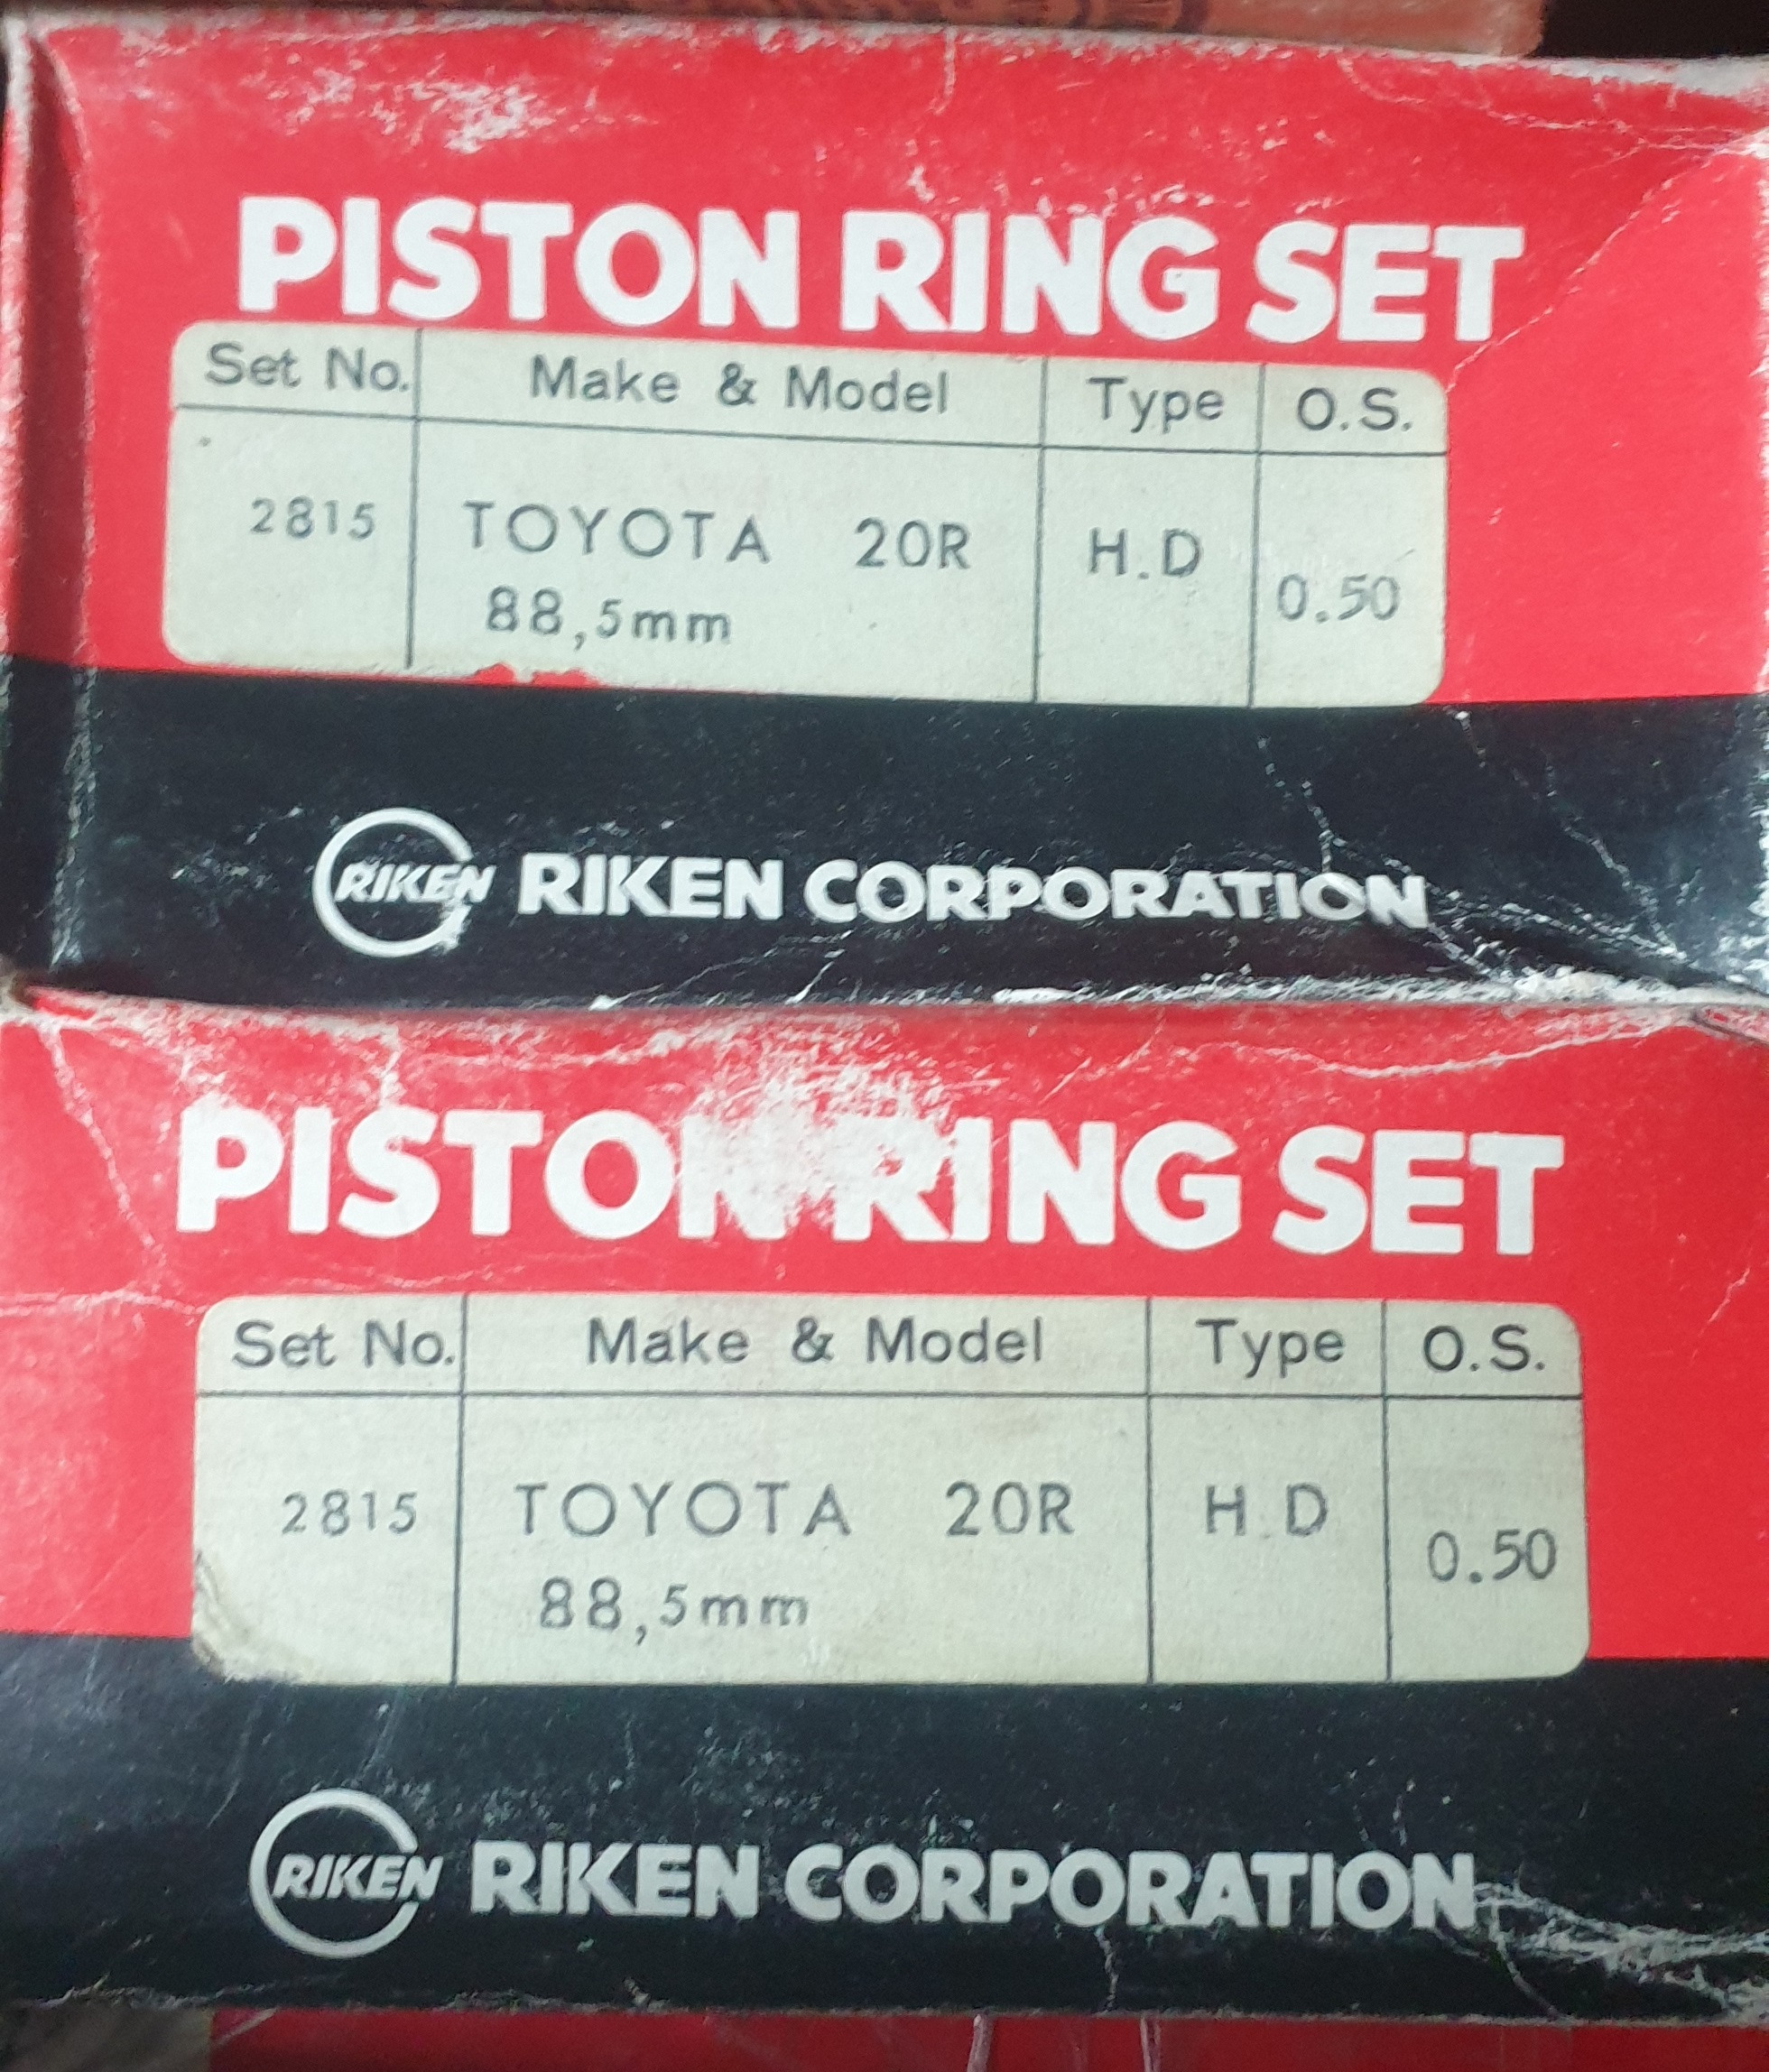 PISTON RING SET
Set No. Make & Model Type O.S.
2815 TOYOTA 20R H.D 0.50
88,5mm
RIKEN RIKEN CORPORATION
PISTON RING SET
Set No. Make & Model Type O.S.
2815 TOYOTA 20R H.D 0.50
88,5mm
RIKEN RIKEN CORPORATION